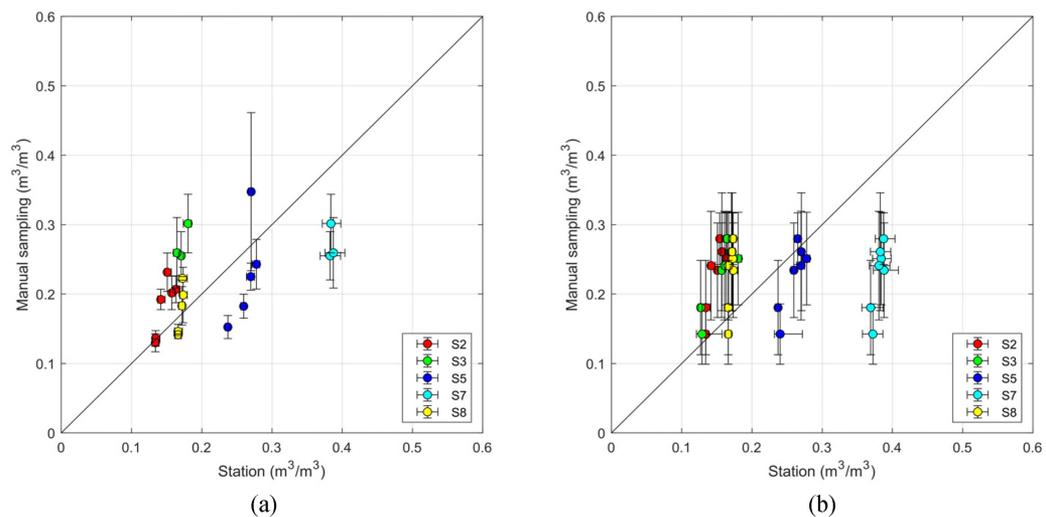 0.6
0.5
0.4
0.3
0.2
0.1
0
Manual sampling (m³/m³)
0 0.1 0.2 0.3 0.4 0.5 0.6
Station (m³/m³)
S2
S3
S5
S7
S8
(a)
0.6
0.5
0.4
0.3
0.2
0.1
0
Manual sampling (m³/m³)
0 0.1 0.2 0.3 0.4 0.5 0.6
Station (m³/m³)
S2
S3
S5
S7
S8
(b)